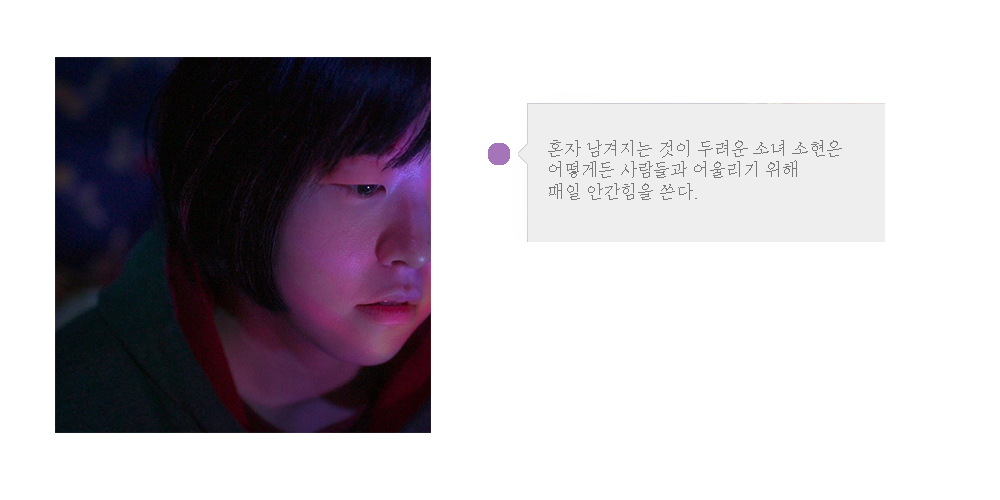 혼자 남겨지는 것이 두려운 소녀 소현은
어떻게든 사람들과 어울리기 위해
매일 안간힘을 쓴다.